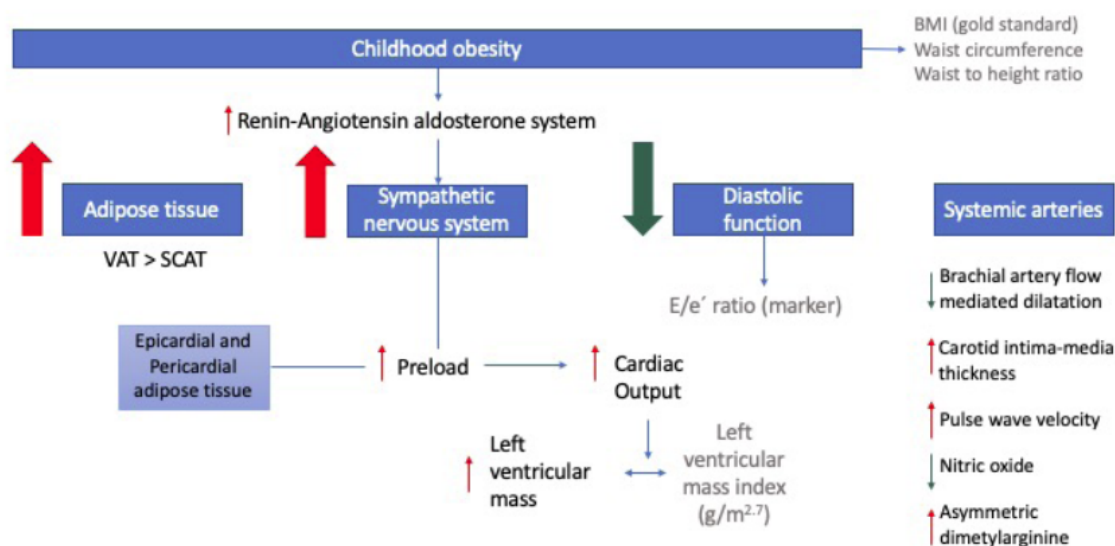 Childhood obesity
BMI (gold standard)
Waist circumference
Waist to height ratio
Renin-Angiotensin aldosterone system
Adipose tissue
VAT > SCAT
Sympathetic
nervous system
Diastolic
function
E/e´ ratio (marker)
Systemic arteries
Epicardial and
Pericardial
adipose tissue
Preload
Cardiac
Output
Left
ventricular
mass
Left
ventricular
mass index
(g/m2.7)
Brachial artery flow
mediated dilatation
Carotid intima-media
thickness
Pulse wave velocity
Nitric oxide
Asymmetric
dimetylarginine